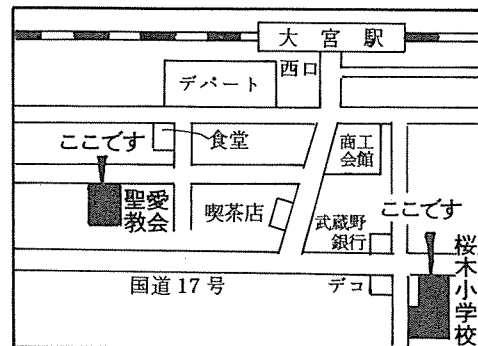 大宮駅
西口
デパート
ここです
食堂
商工
会館
聖愛
教会
喫茶店
武蔵野
銀行
ここです
国道17号
デコ
桜木小学校